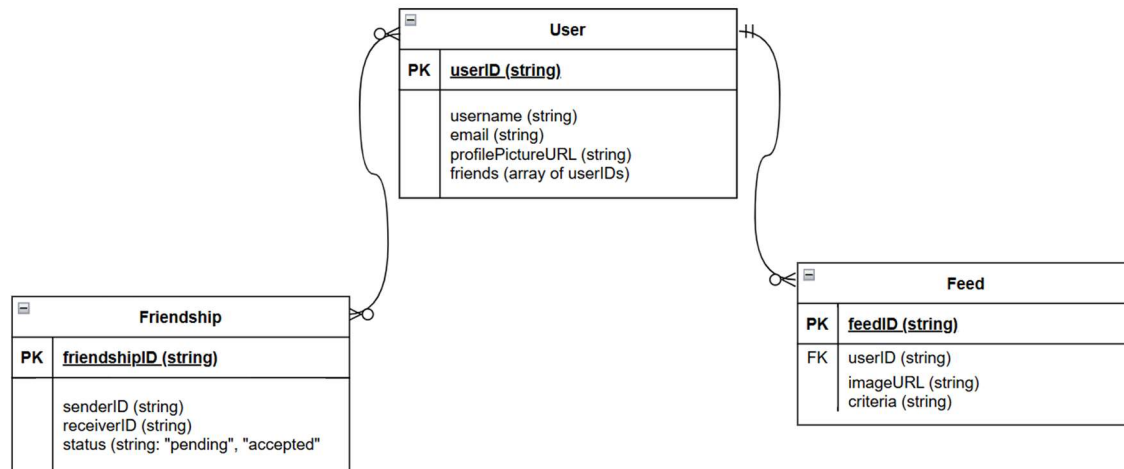 User
PK userID (string)
username (string)
email (string)
profilePictureURL (string)
friends (array of userIDs)
Friendship
PK friendshipID (string)
senderID (string)
receiverID (string)
status (string: "pending", "accepted"
Feed
PK feedID (string)
FK userID (string)
imageURL (string)
criteria (string)